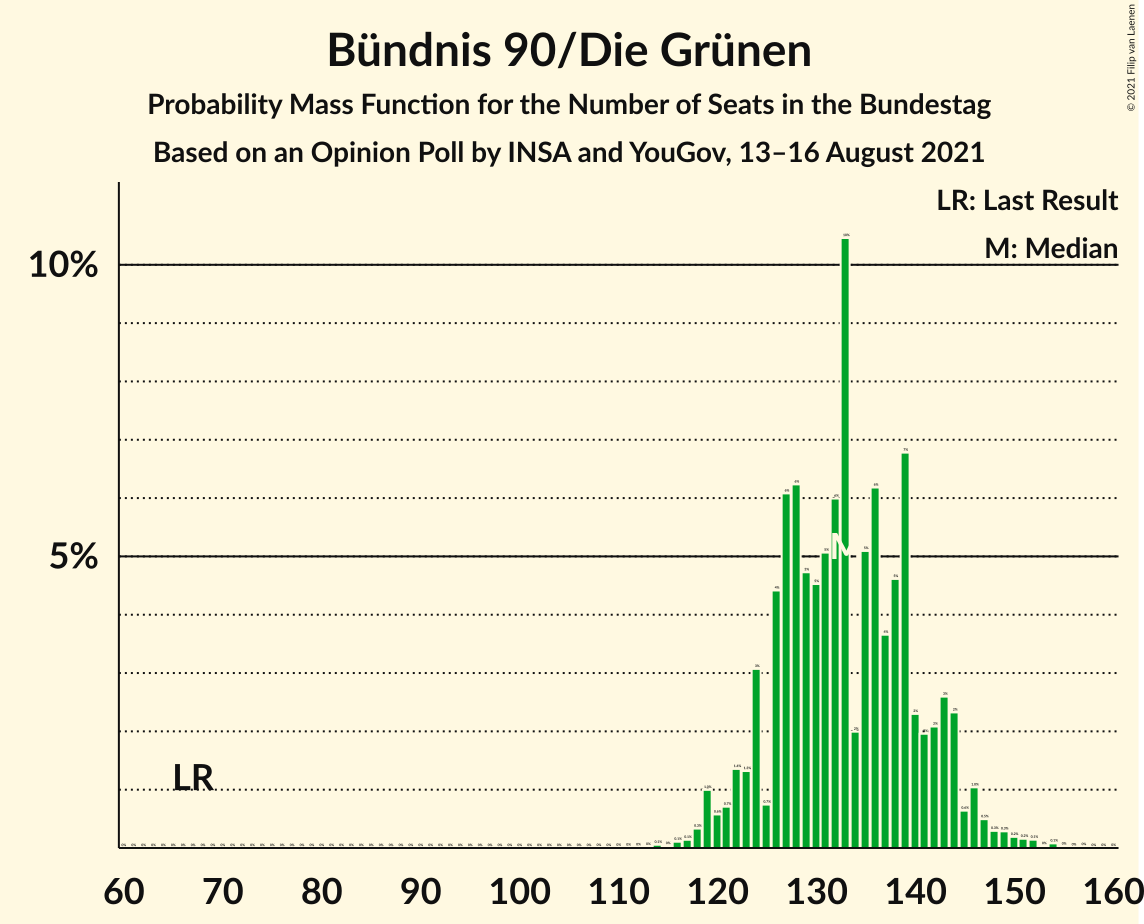 Bündnis 90/Die Grünen
Probability Mass Function for the Number of Seats in the Bundestag
Based on an Opinion Poll by INSA and YouGov, 13–16 August 2021
© 2021 Filip van Laenen
LR: Last Result
M: Median
10%
5%
LR
M
60 70 80 90 100 110 120 130 140 150 160